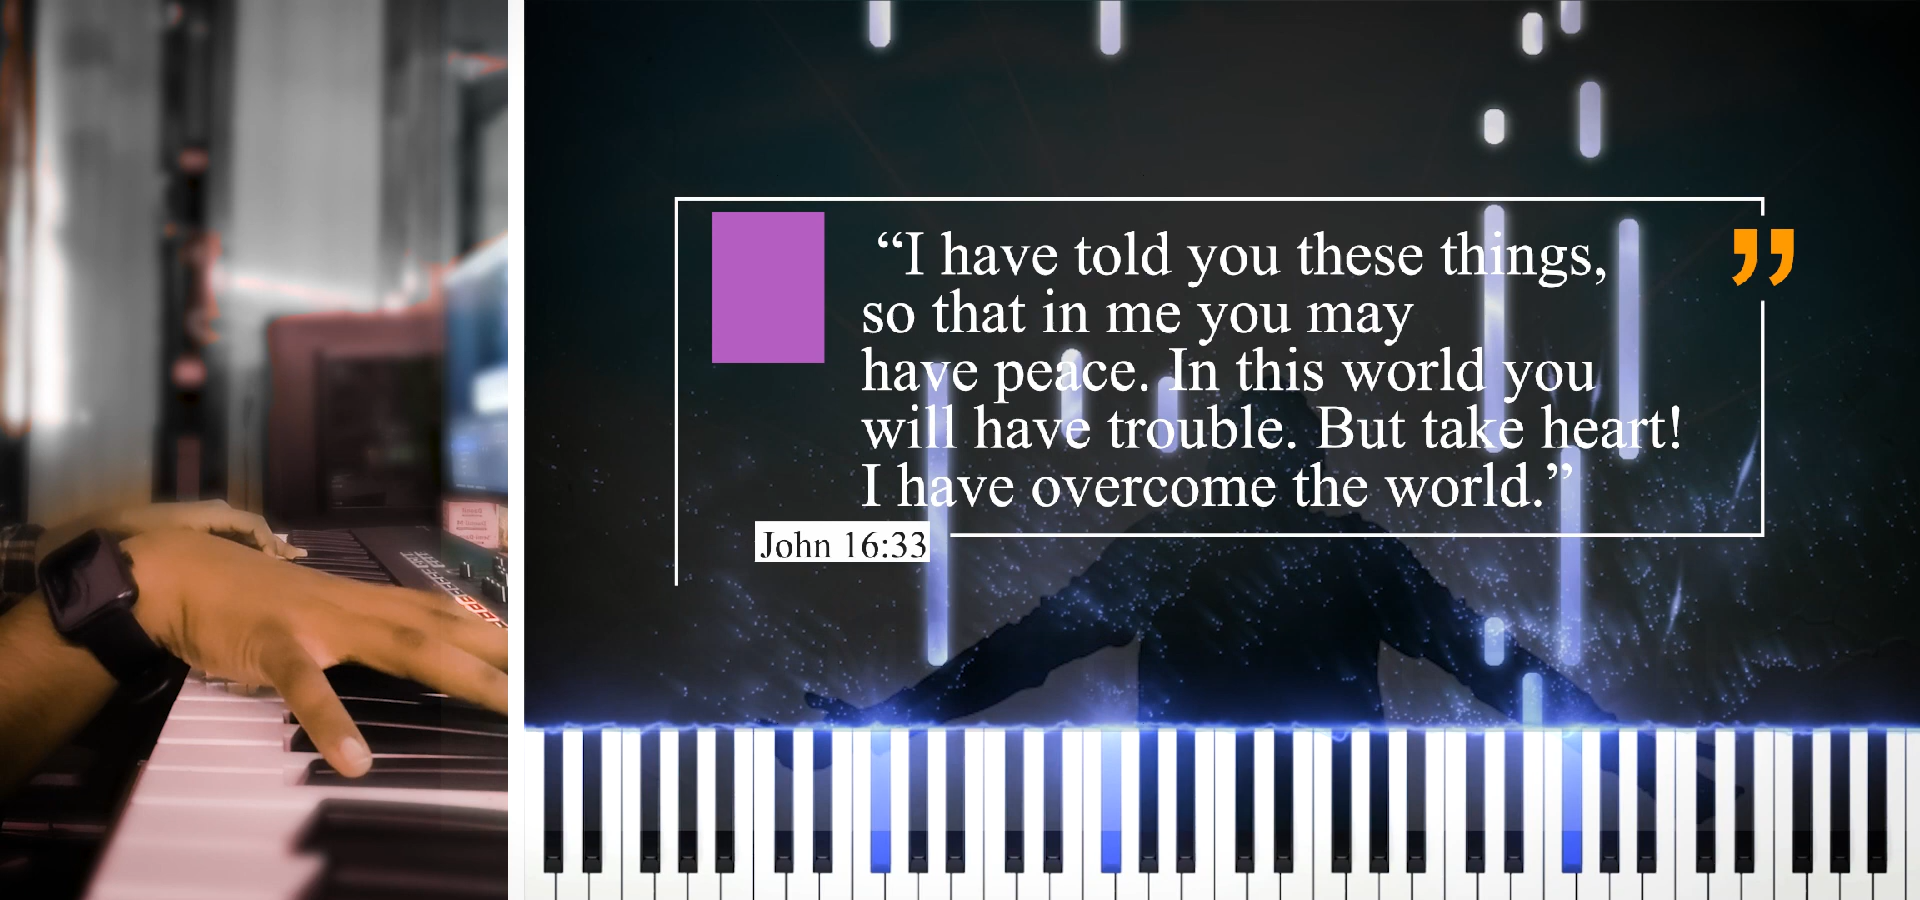 “I have told you these things,
so that in me you may
have peace. In this world you
will have trouble. But take heart!
I have overcome the world.”
John 16:33